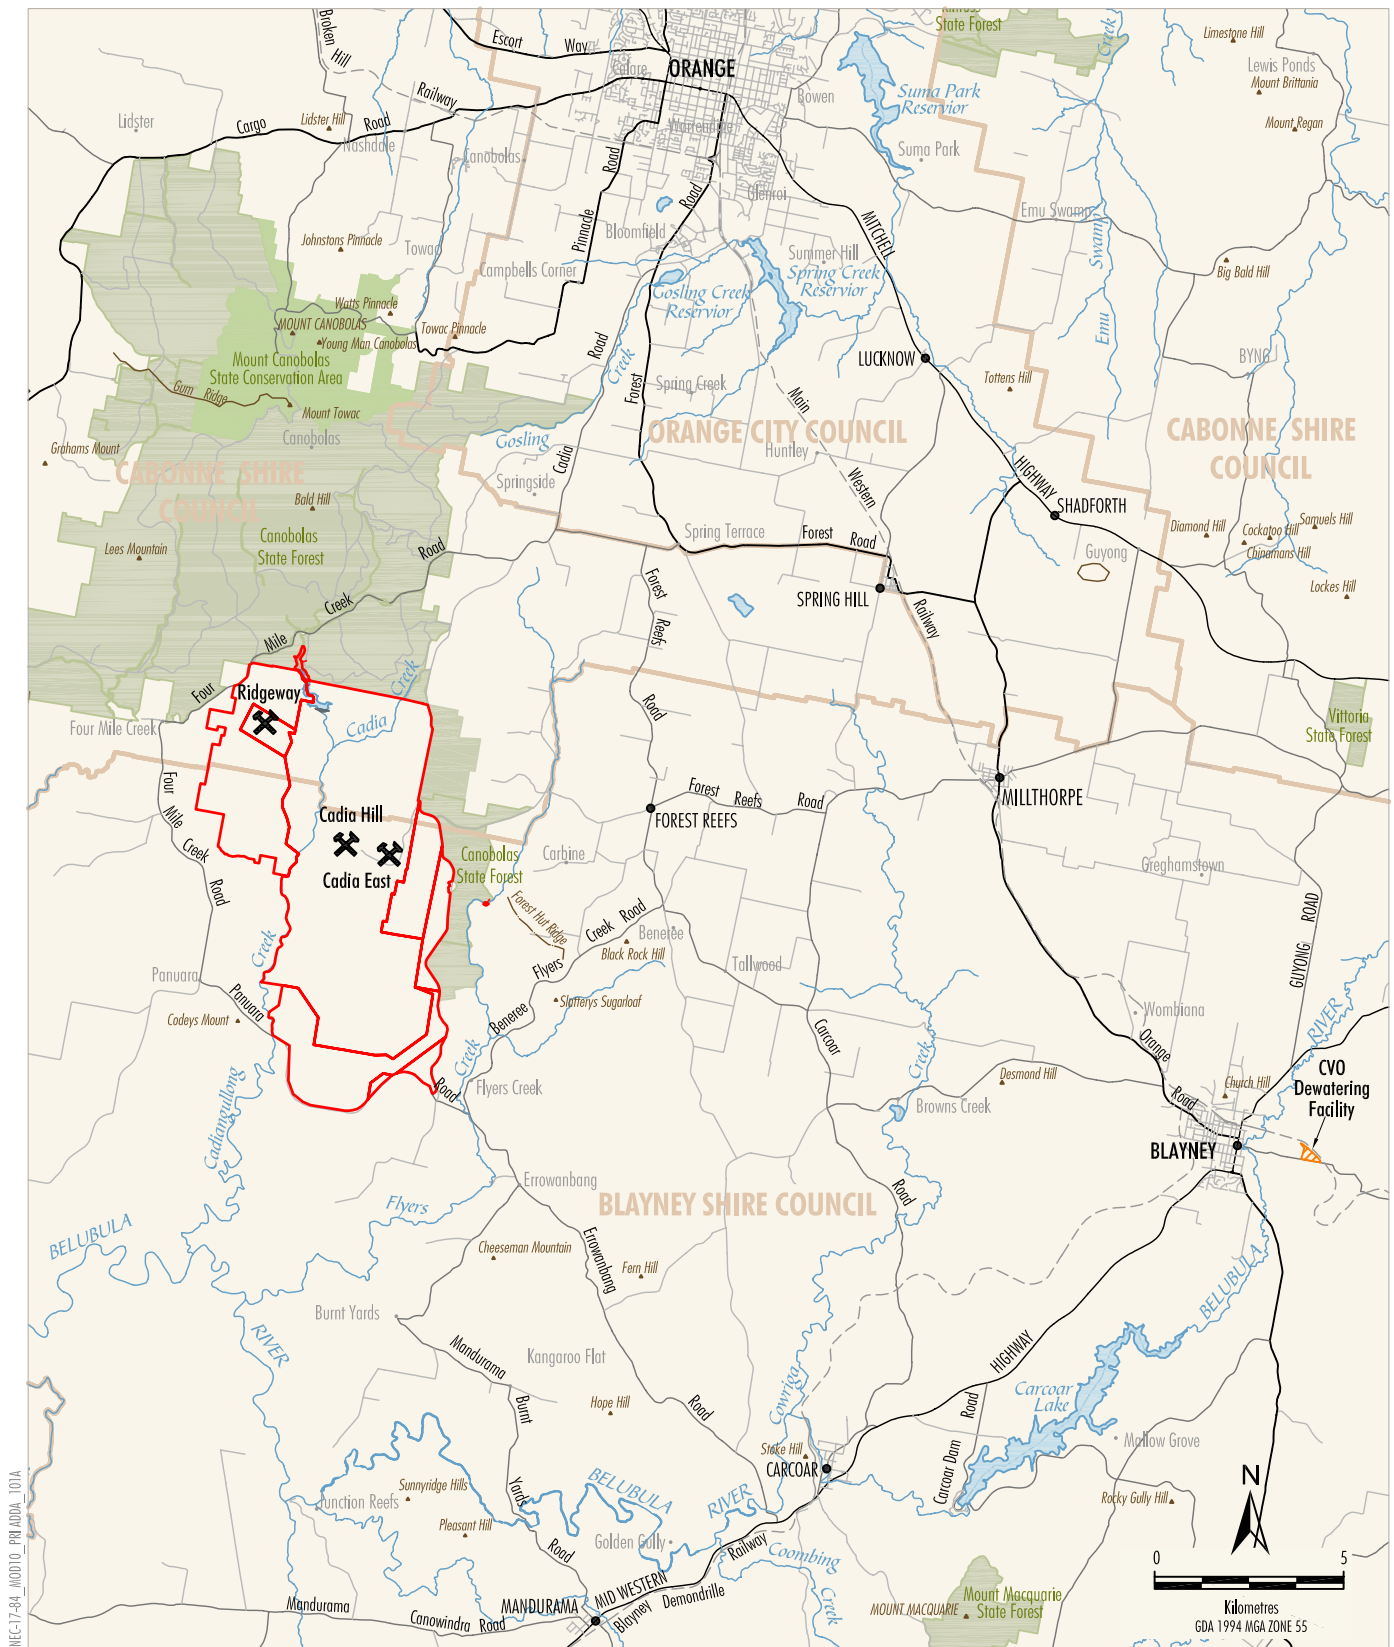 Kinross
State Forest
Creek
Limestone Hill
Broken Hill
Escort Way
ORANGE
Calare
Lewis Ponds
Mount Brittania
Railway
Bowen
Suma Park
Reservior
Lidster
Cargo Road
Lidster Hill
Nashdale
Canobolas
Warrendine
Mount Regan
Suma Park
Road
Pinnacle
Road
Glenroi
MITCHELL
Emu Swamp
Emu Swamp
Johnstons Pinnacle
Towac
Bloomfield
Campbells Corner
Summer Hill
Spring Creek
Reservior
Gosling Creek
Reservior
Big Bald Hill
Watts Pinnacle
MOUNT CANOBOLAS
Young Man Canobolas
Towac Pinnacle
Mount Canobolas
State Conservation Area
Gum Ridge
Mount Towac
Road
Creek
Forest
Spring Creek
Main
LUCKNOW
Tottens Hill
BYNG
Canobolas
Grahams Mount
Gosling
Cadia
ORANGE CITY COUNCIL
Huntley
Western
CABONNE SHIRE
COUNCIL
CABONNE SHIRE
COUNCIL
Springside
HIGHWAY
SHADFORTH
Bald Hill
Canobolas
State Forest
Lees Mountain
Road
Spring Terrace
Forest Road
Guyong
Diamond Hill
Cockatoo Hill
Samuels Hill
Chinamans Hill
Lockes Hill
Creek
Mile
Four
Forest
Reefs
Road
SPRING HILL
Railway
Ridgeway
Cadia
Creek
Four Mile Creek
Vittoria
State Forest
Four
Mile
Creek
Road
Cadia Hill
Cadia East
Forest Reefs Road
FOREST REEFS
MILLTHORPE
Canobolas
State Forest
Carbine
Greghamstown
Forest Hut Ridge
Creek Road
Beneree
Black Rock Hill
Flyers
Tallwood
GUYONG ROAD
Creek
Panuara
Panuara
Codeys Mount
Slatterys Sugarloaf
Beneree
Carcoar
Wombiana
Orange
RIVER
Creek
Road
Flyers Creek
Creek
Desmond Hill
Browns Creek
Road
Church Hill
CVO
Dewatering
Facility
BLAYNEY
Cadiangullong
Flyers
Errowanbang
BLAYNEY SHIRE COUNCIL
Road
BELUBULA
Cheeseman Mountain
Errowanbang
Fern Hill
BELUBULA
Burnt Yards
RIVER
Mandurama
Kangaroo Flat
HIGHWAY
Carcoar
Lake
Burnt
Hope Hill
Road
Cowriga
Road
Mallow Grove
Stoke Hill
CARCOAR
Carcoar Dam
Sunnyridge Hills
Junction Reefs
Yards
BELUBULA
RIVER
Rocky Gully Hill
Pleasant Hill
Road
Golden Gully
Railway
Coombing
Creek
N
0 5
Kilometres
GDA 1994 MGA ZONE 55
Mandurama
Canowindra Road
MANDURAMA
MID WESTERN
Blayney
Demondrille
MOUNT MACQUARIE
Mount Macquarie
State Forest
NEC-17-84_MOD10_PRI ADDA_101A